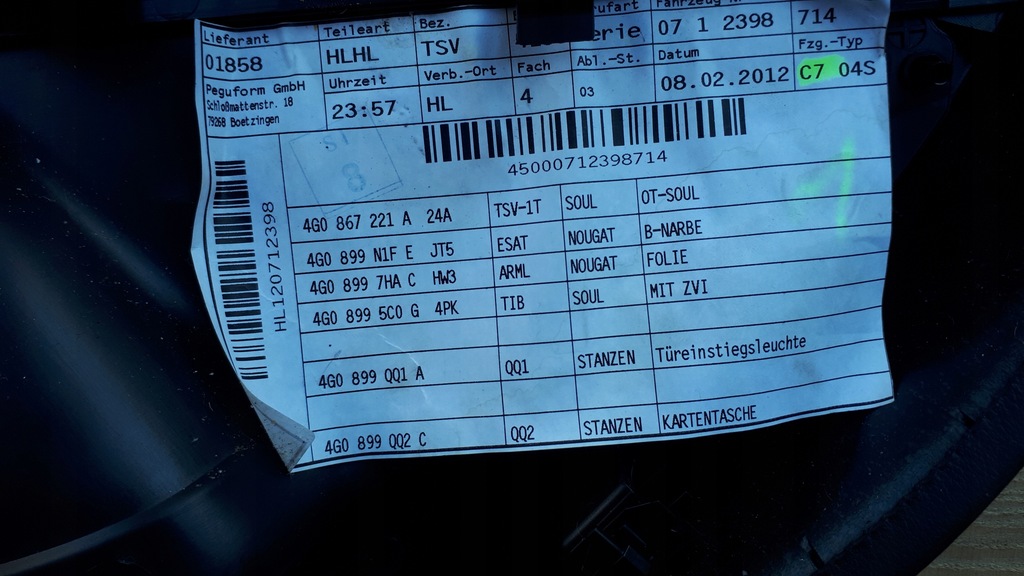 Lieferant Teileart Bez. Fahrzeug-N
01858 HLHL TSV erie 07 1 2398 714
Peguform GmbH Uhrzeit Verb.-Ort Fach Abl.-St. Datum Fzg.-Typ
Schloßmattenstr. 18 23:57 HL 4 03 08.02.2012 C7 04S
79268 Boetzingen
45000712398714
HL120712398
4G0 867 221 A 24A TSV-1T SOUL OT-SOUL
4G0 899 N1F E JT5 ESAT NOUGAT B-NARBE
4G0 899 7HA C HW3 ARML NOUGAT FOLIE
4G0 899 5C0 G 4PK TIB SOUL MIT ZVI
4G0 899 QQ1 A QQ1 STANZEN Türeinstiegsleuchte
4G0 899 QQ2 C QQ2 STANZEN KARTENTASCHE